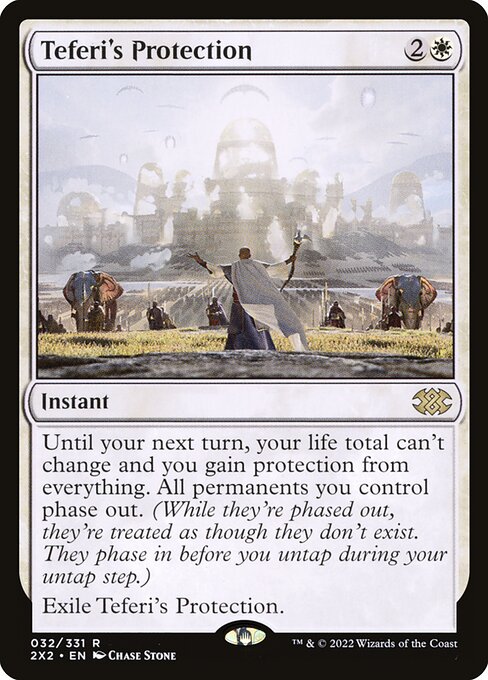 Teferi's Protection 2
Instant
Until your next turn, your life total can't
change and you gain protection from
everything. All permanents you control
phase out. (While they're phased out,
they're treated as though they don't exist.
They phase in before you untap during your
untap step.)
Exile Teferi's Protection.
032/331 R
2X2 • EN Chase Stone
™ & © 2022 Wizards of the Coast